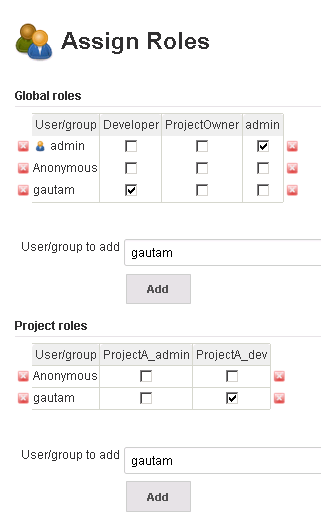 Assign Roles
Global roles
User/group Developer ProjectOwner admin
admin
Anonymous
gautam
User/group to add gautam
Add
Project roles
User/group ProjectA_admin ProjectA_dev
Anonymous
gautam
User/group to add gautam
Add